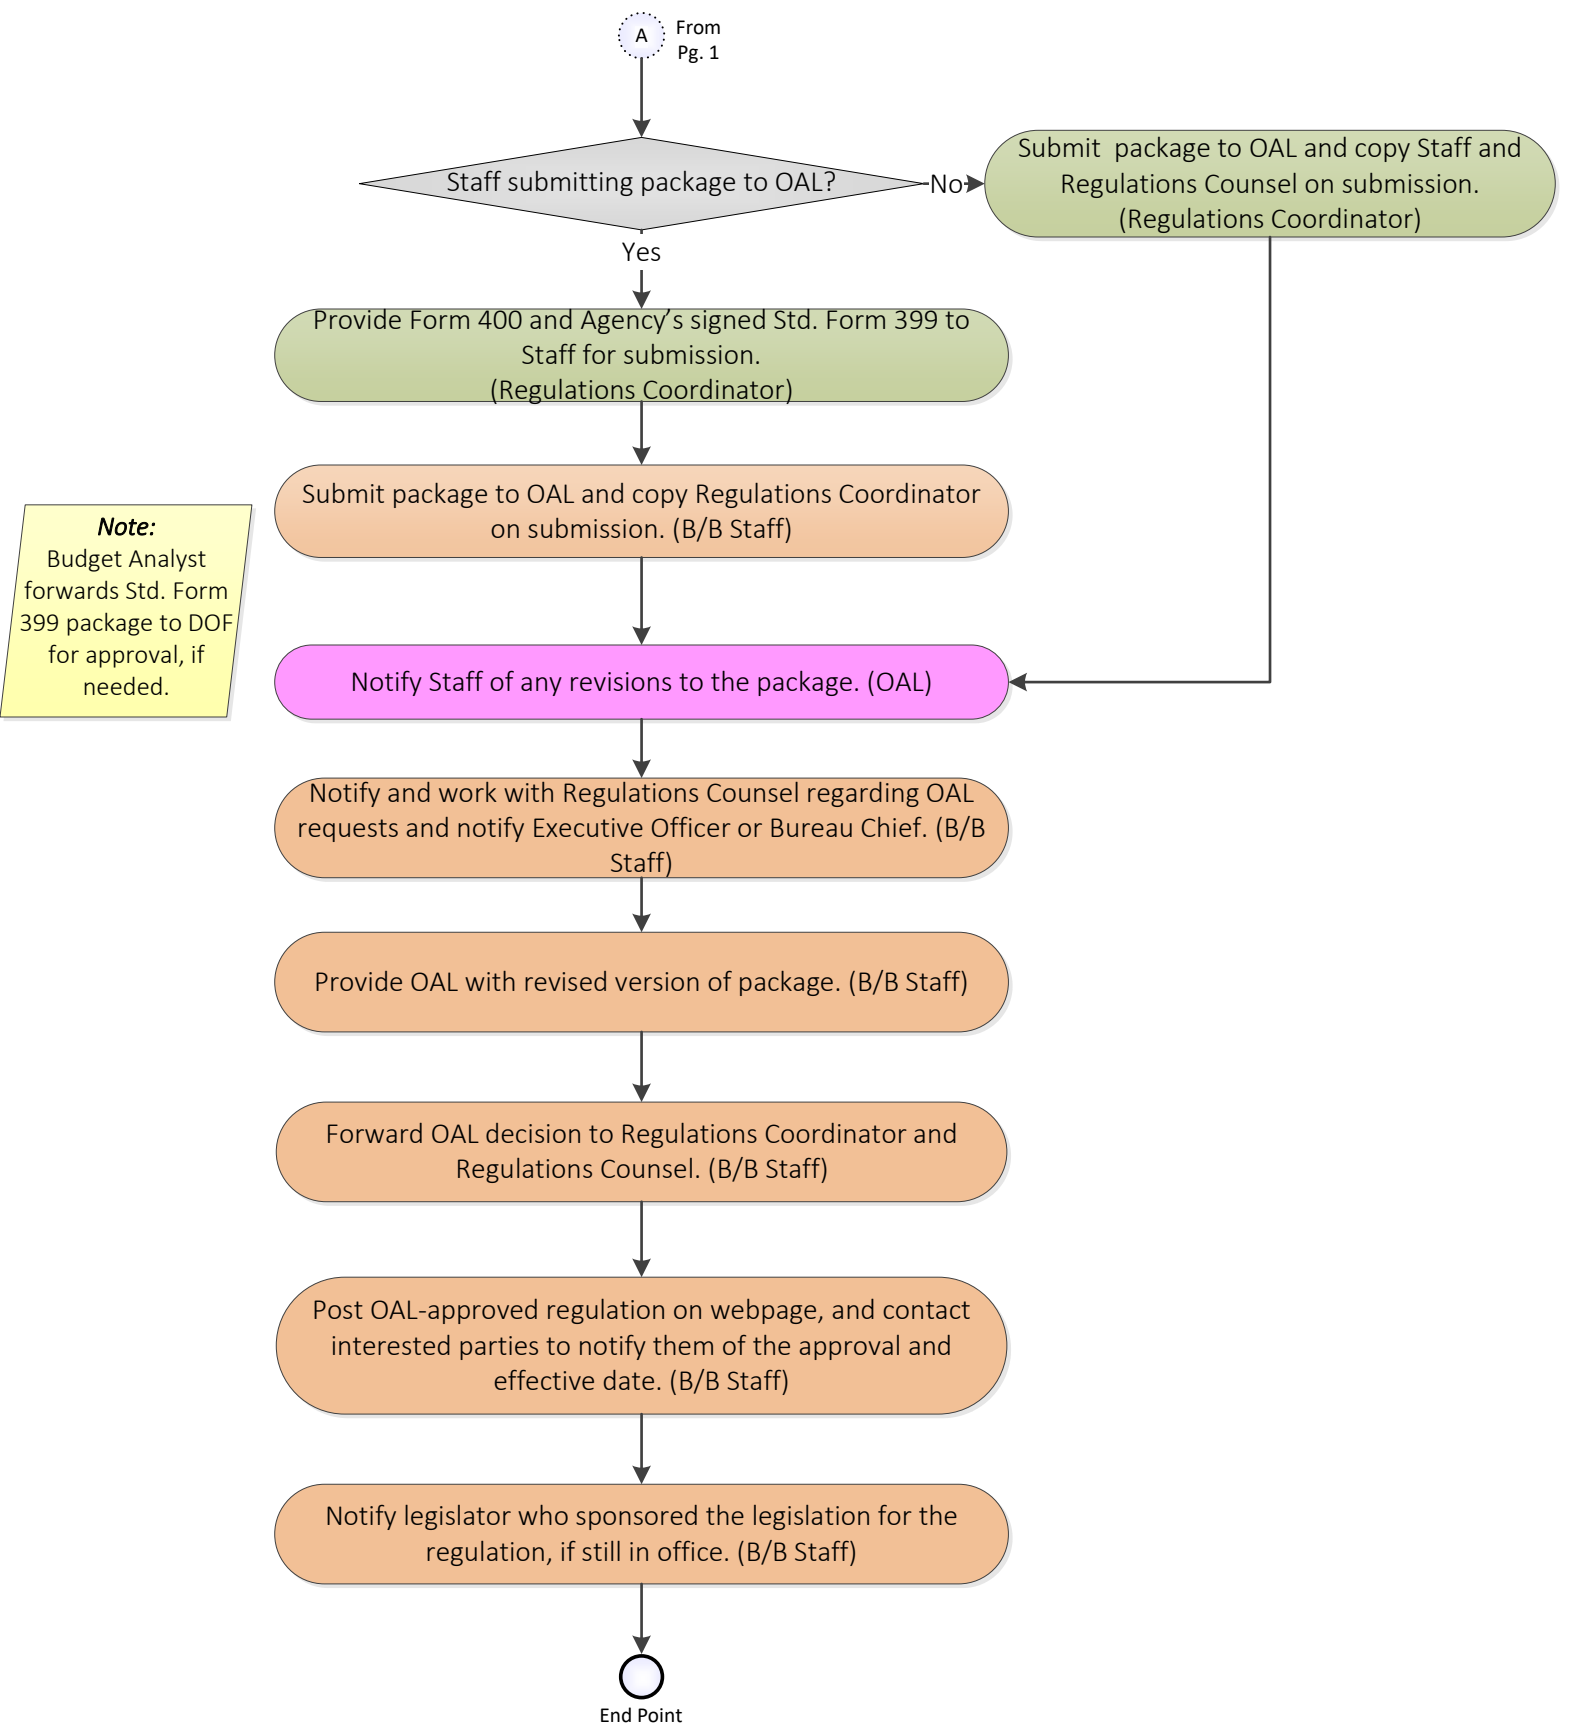 A
From
Pg. 1
Staff submitting package to OAL?
No
Submit package to OAL and copy Staff and
Regulations Counsel on submission.
(Regulations Coordinator)
Yes
Provide Form 400 and Agency’s signed Std. Form 399 to
Staff for submission.
(Regulations Coordinator)
Submit package to OAL and copy Regulations Coordinator
on submission. (B/B Staff)
Note:
Budget Analyst
forwards Std. Form
399 package to DOF
for approval, if
needed.
Notify Staff of any revisions to the package. (OAL)
Notify and work with Regulations Counsel regarding OAL
requests and notify Executive Officer or Bureau Chief. (B/B
Staff)
Provide OAL with revised version of package. (B/B Staff)
Forward OAL decision to Regulations Coordinator and
Regulations Counsel. (B/B Staff)
Post OAL-approved regulation on webpage, and contact
interested parties to notify them of the approval and
effective date. (B/B Staff)
Notify legislator who sponsored the legislation for the
regulation, if still in office. (B/B Staff)
End Point